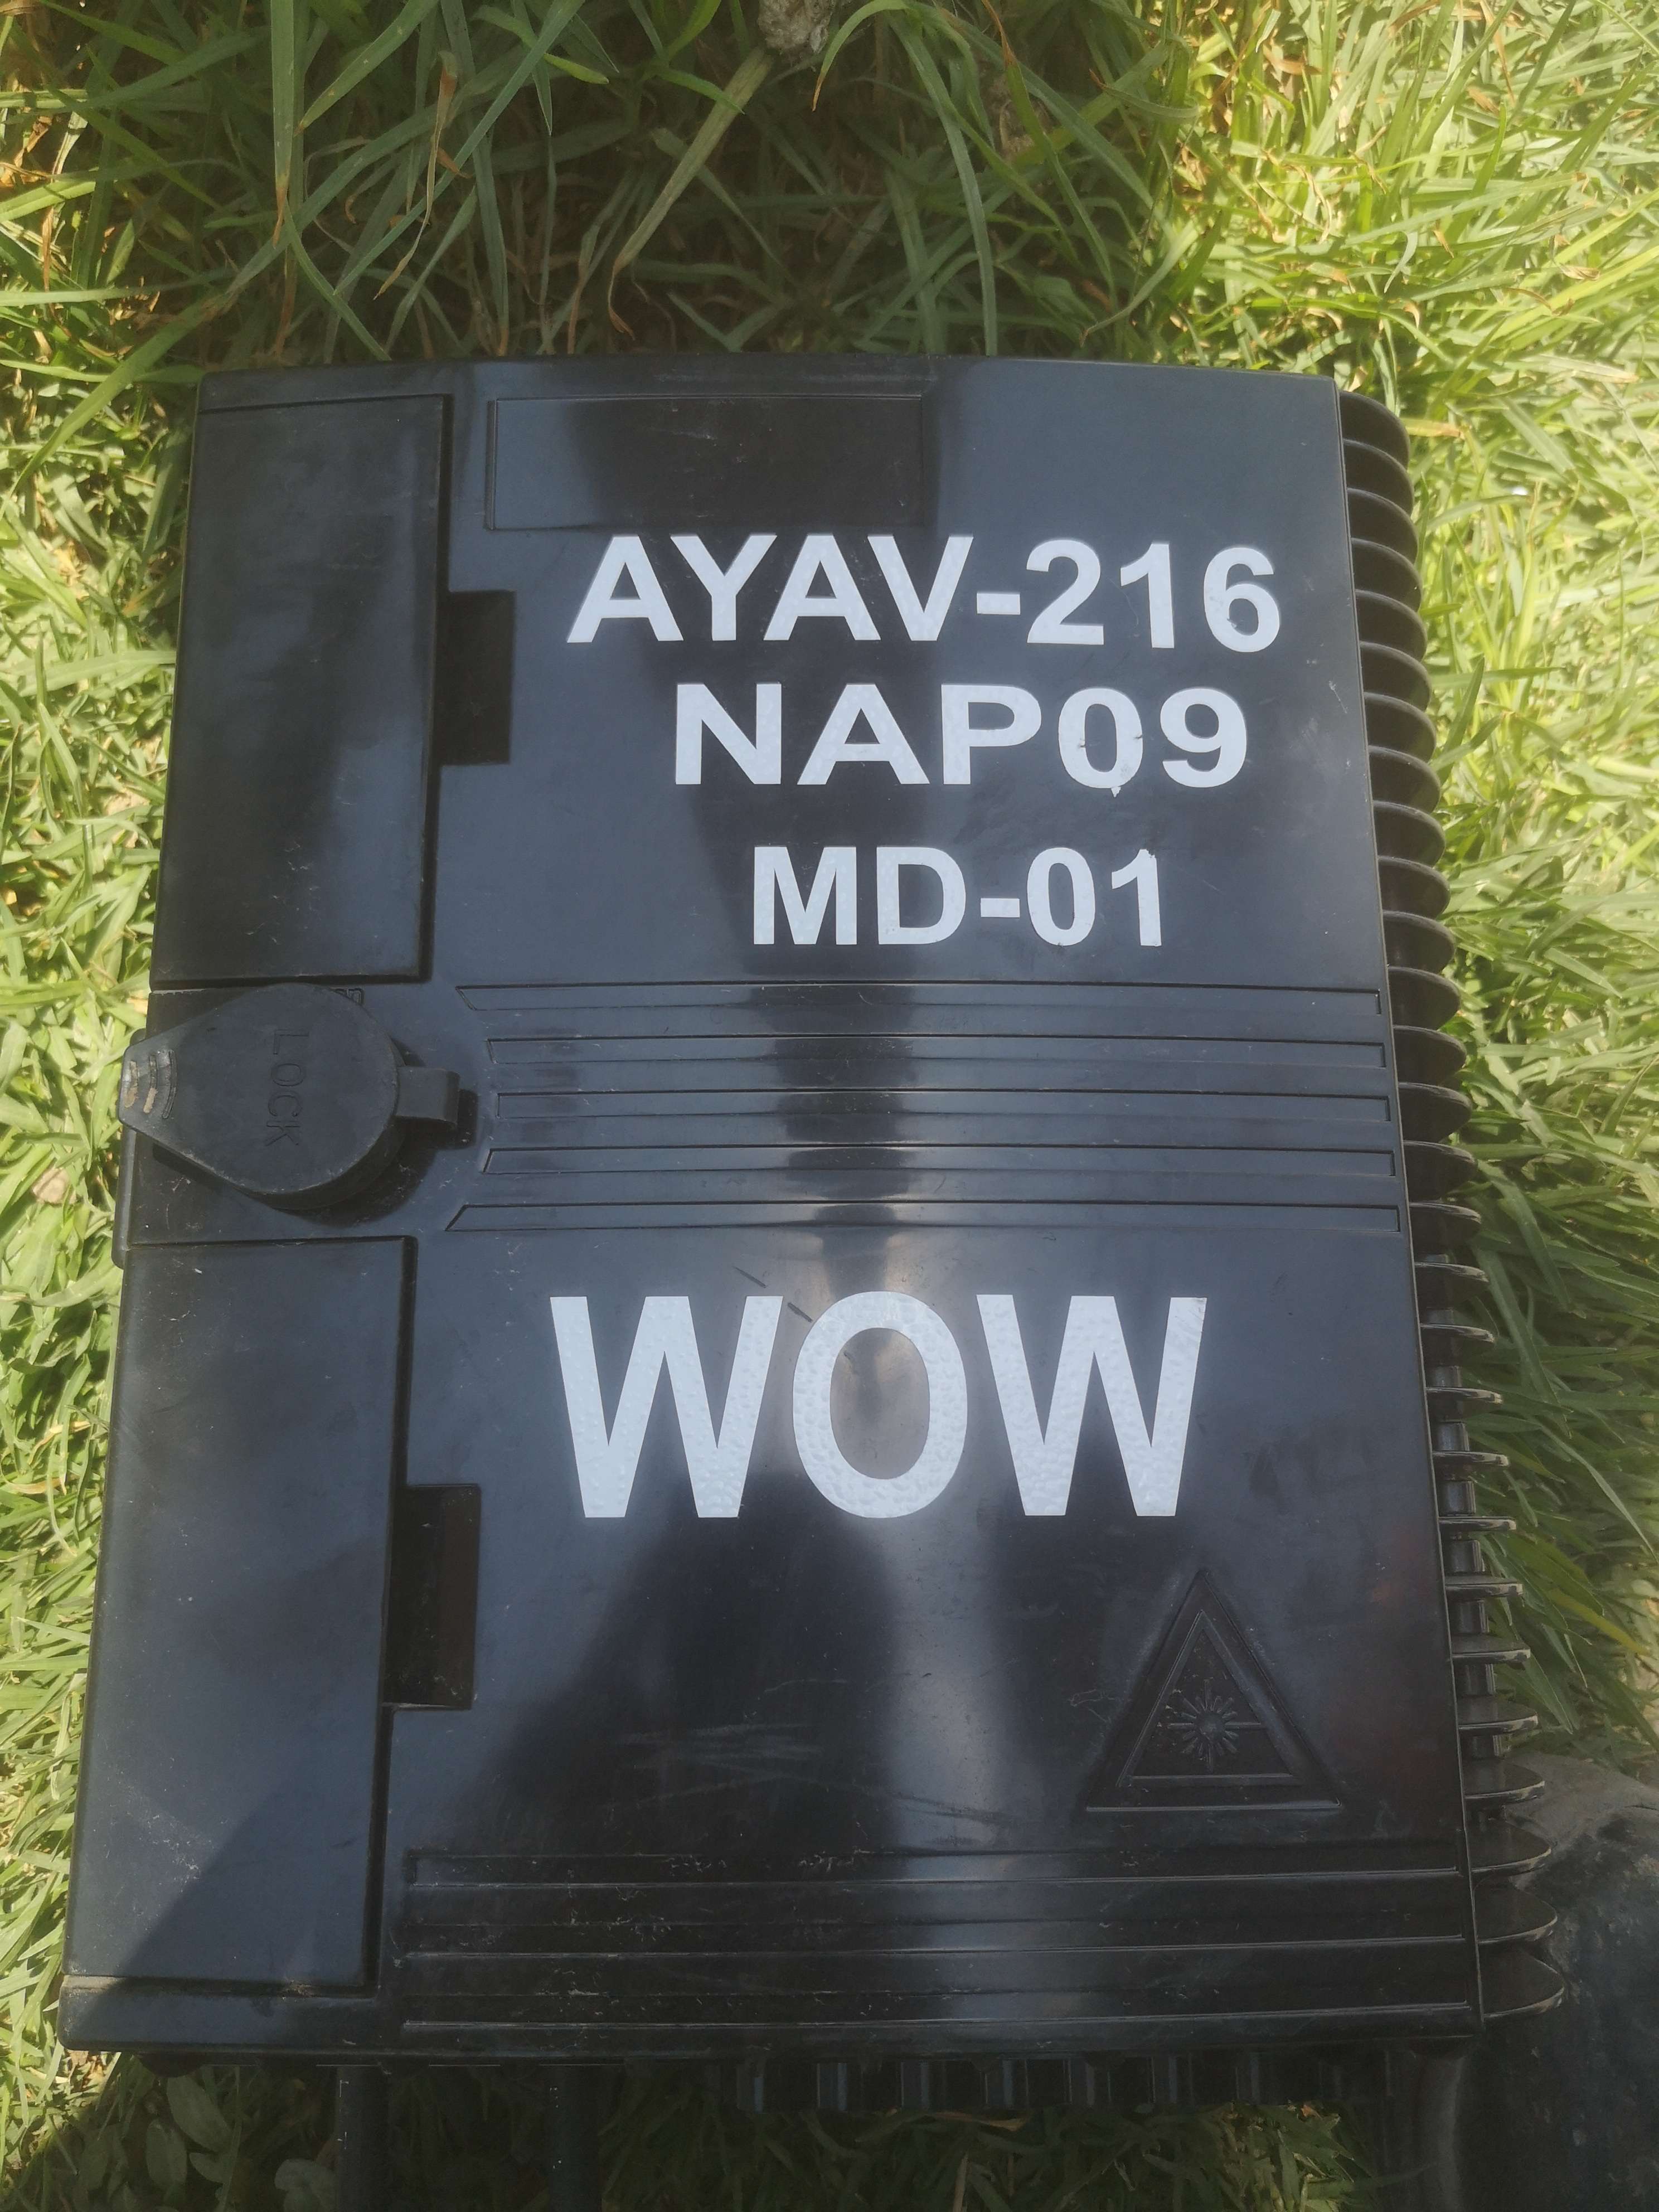 AYAV-216
NAP09
MD-01
LOCK
WOW